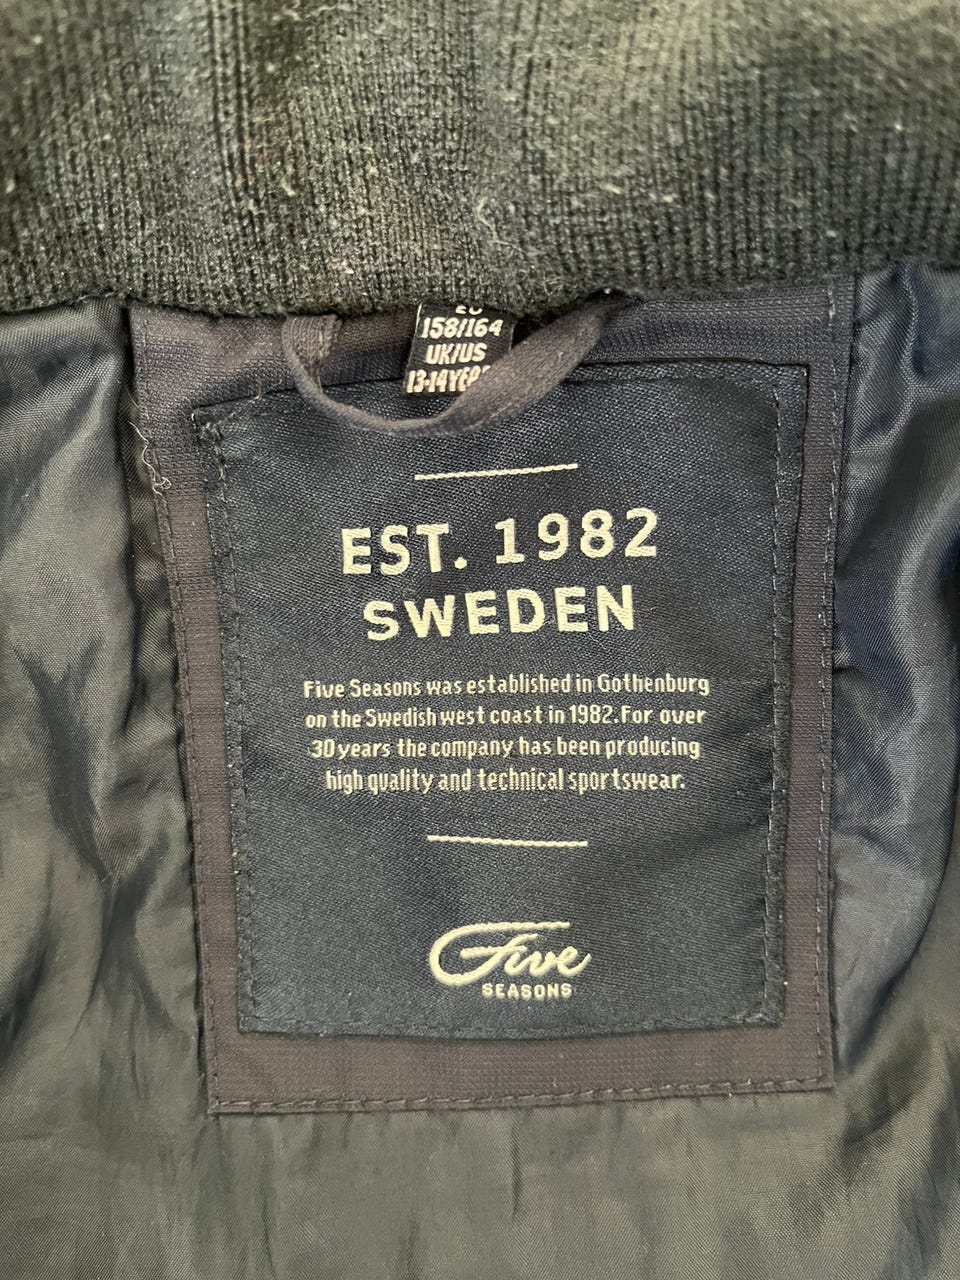 158/164
UK/US
EST. 1982
SWEDEN
Five Seasons was established in Gothenburg
on the Swedish west coast in 1982. For over
30 years the company has been producing
high quality and technical sportswear.
Five
SEASONS